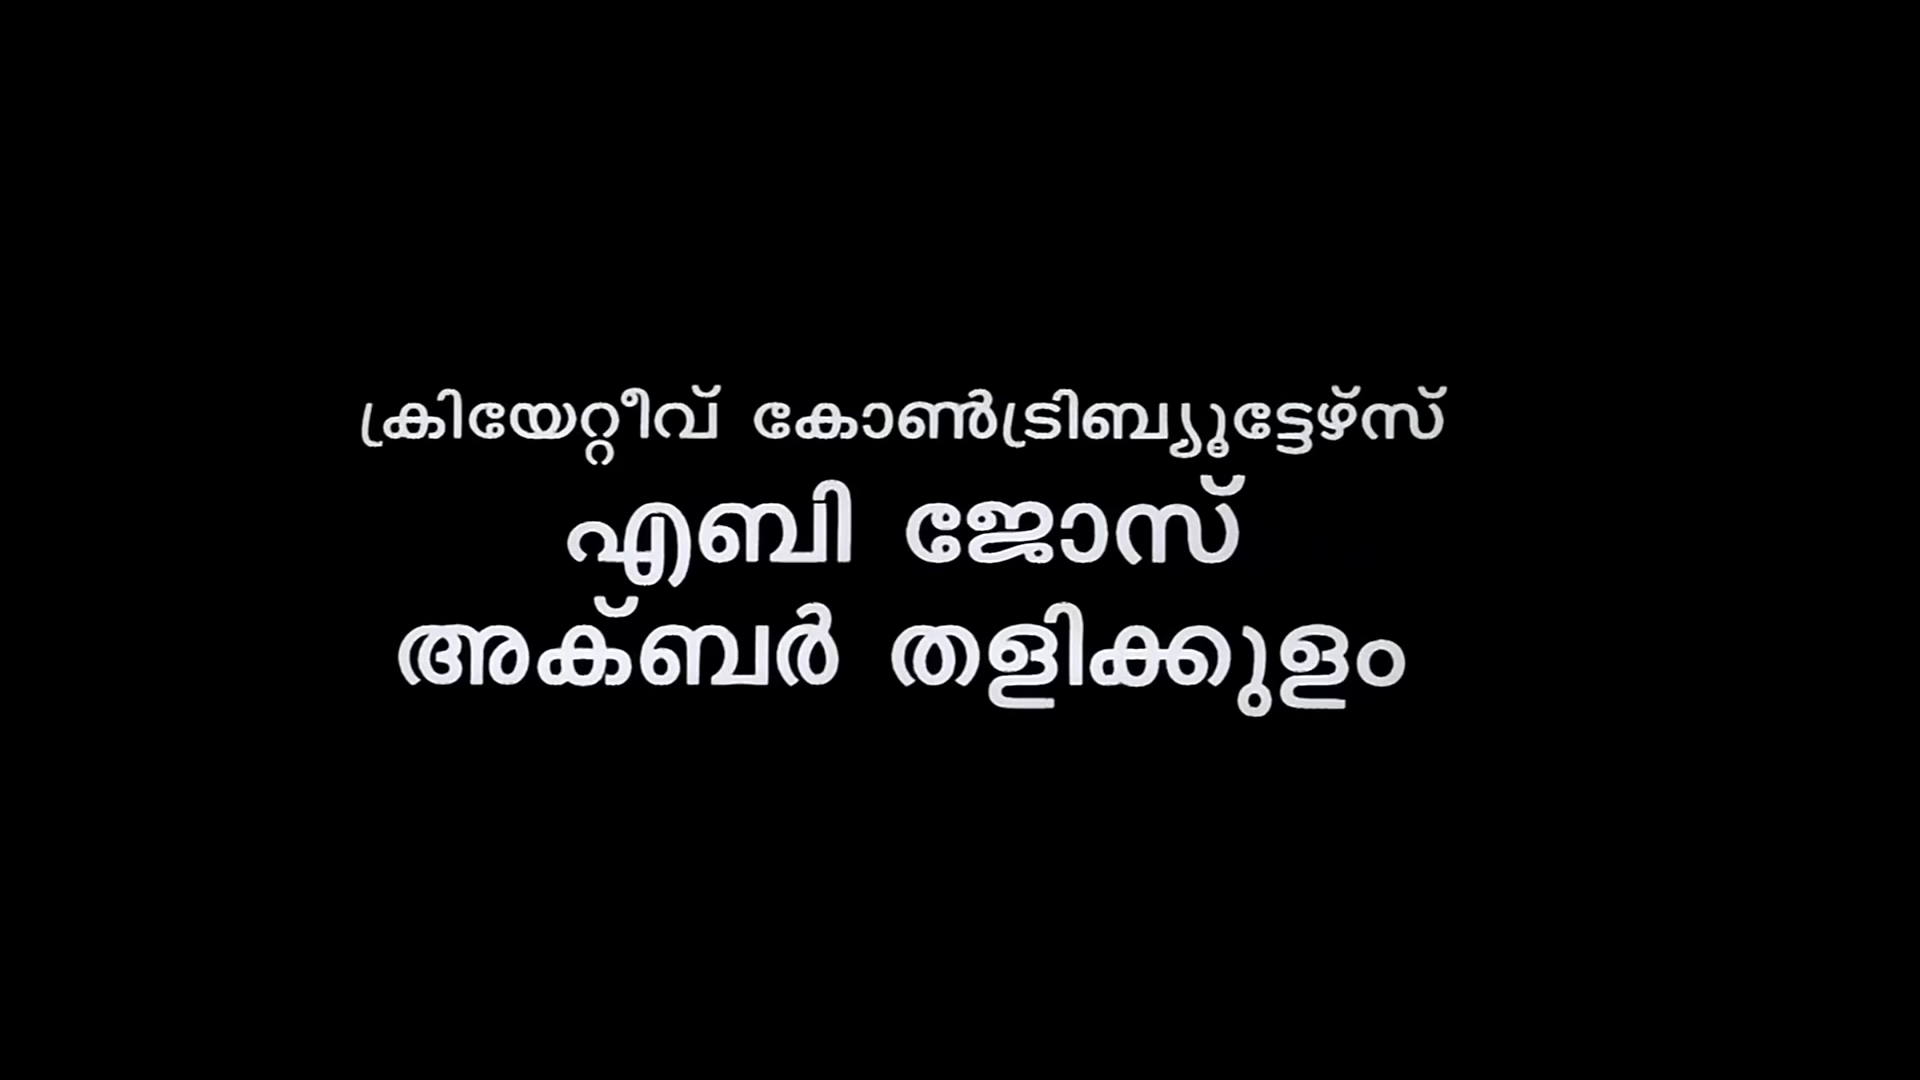 ക്രിയേറ്റീവ് കോൺട്രിബ്യൂട്ടേഴ്സ്
എബി ജോസ്
അക്ബർ തളിക്കുളം